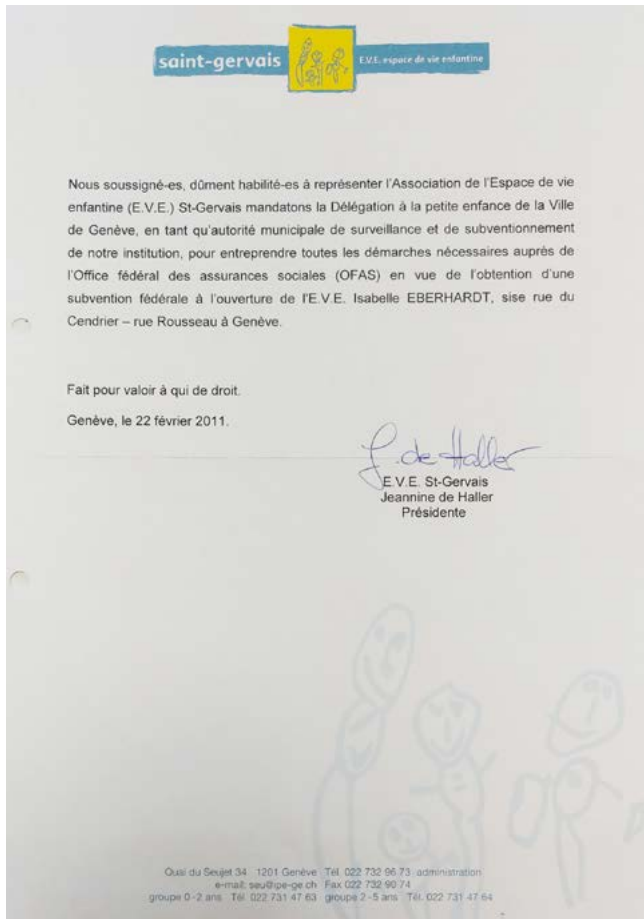 saint-gervais
E.V.E. espace de vie enfantine
Nous soussigné-es, dûment habilité-es à représenter l'Association de l'Espace de vie
enfantine (E.V.E.) St-Gervais mandatons la Délégation à la petite enfance de la Ville
de Genève, en tant qu'autorité municipale de surveillance et de subventionnement
de notre institution, pour entreprendre toutes les démarches nécessaires auprès de
l'Office fédéral des assurances sociales (OFAS) en vue de l'obtention d'une
subvention fédérale à l'ouverture de l'E.V.E. Isabelle EBERHARDT, sise rue du
Cendrier – rue Rousseau à Genève.
Fait pour valoir à qui de droit.
Genève, le 22 février 2011.
J. de Haller
E.V.E. St-Gervais
Jeannine de Haller
Présidente
Quai du Seujet 34 1201 Genève Tél. 022 732 96 73 administration
e-mail: seu@ipe-ge.ch Fax 022 732 90 74
groupe 0-2 ans Tél. 022 731 47 63 groupe 2-5 ans Tél. 022 731 47 64